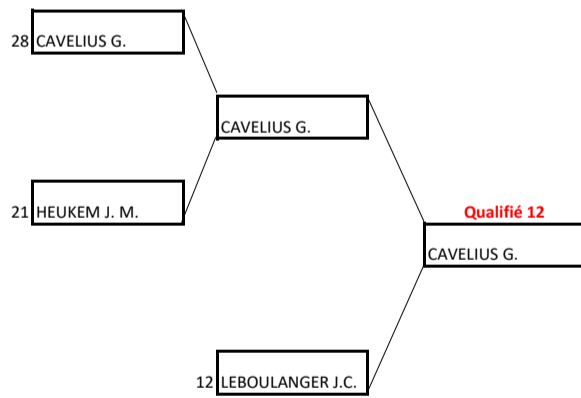 28 CAVELIUS G.
CAVELIUS G.
21 HEUKEM J. M.
Qualifié 12
CAVELIUS G.
12 LEBOULANGER J.C.